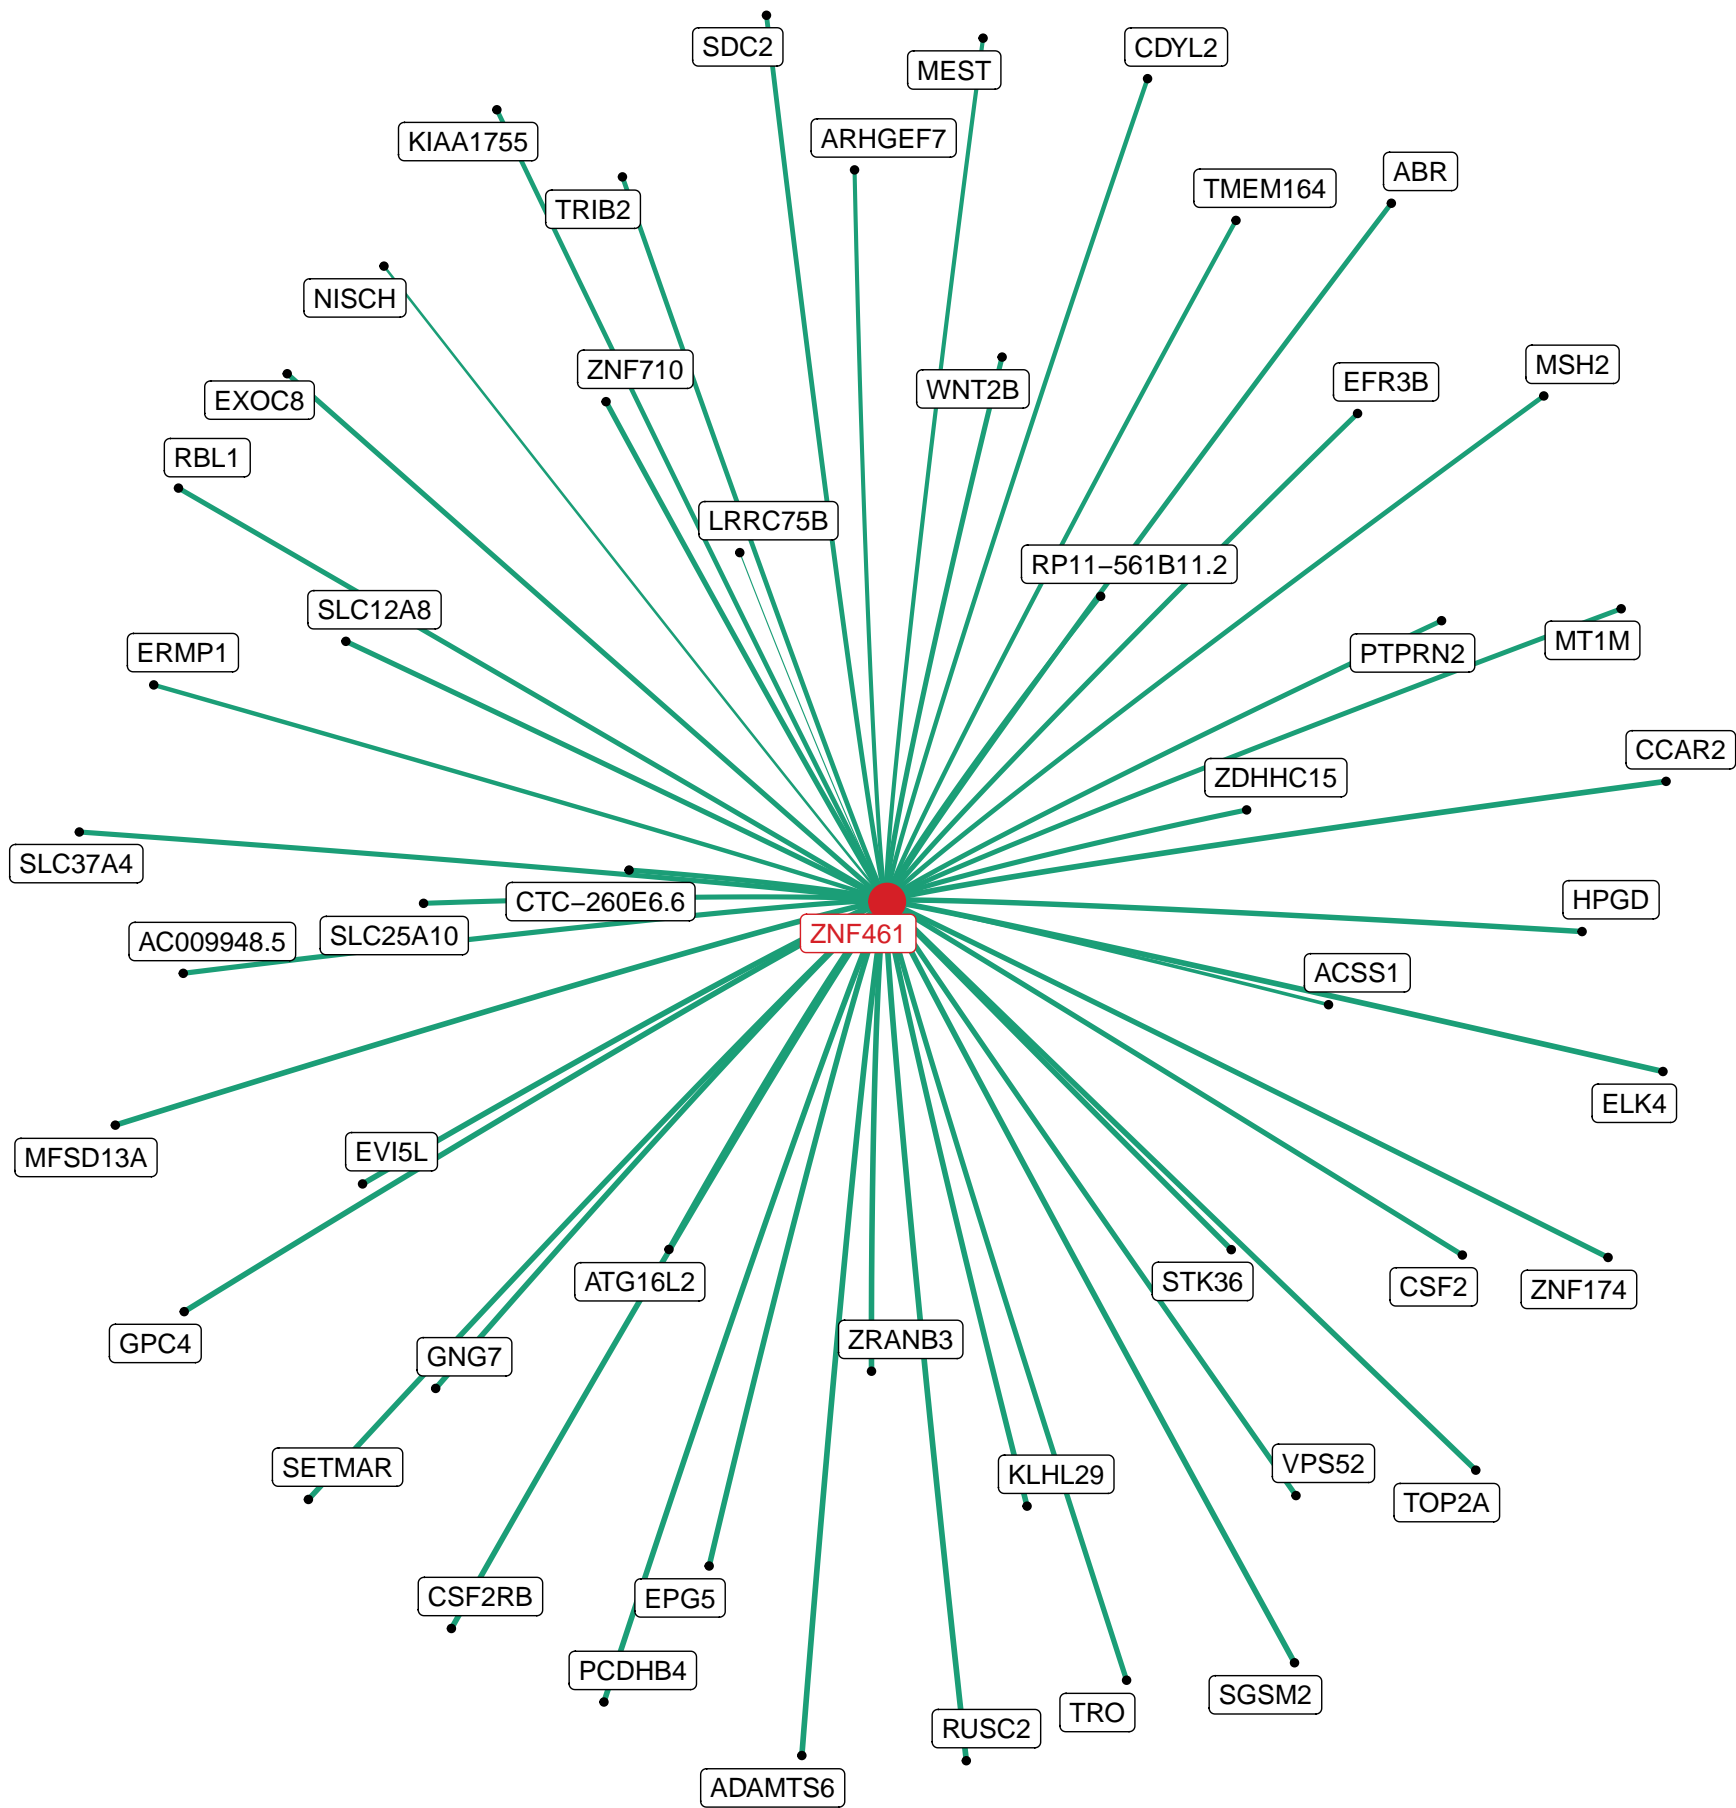 SDC2
MEST
CDYL2
KIAA1755
ARHGEF7
ABR
TMEM164
TRIB2
NISCH
ZNF710
WNT2B
EFR3B
MSH2
EXOC8
RBL1
LRRC75B
RP11−561B11.2
SLC12A8
ERMP1
PTPRN2
MT1M
CCAR2
ZDHHC15
SLC37A4
CTC−260E6.6
HPGD
ZNF461
AC009948.5
SLC25A10
ACSS1
ELK4
MFSD13A
EVI5L
ATG16L2
STK36
CSF2
ZNF174
GPC4
GNG7
ZRANB3
SETMAR
KLHL29
VPS52
TOP2A
CSF2RB
EPG5
PCDHB4
SGSM2
TRO
RUSC2
ADAMTS6